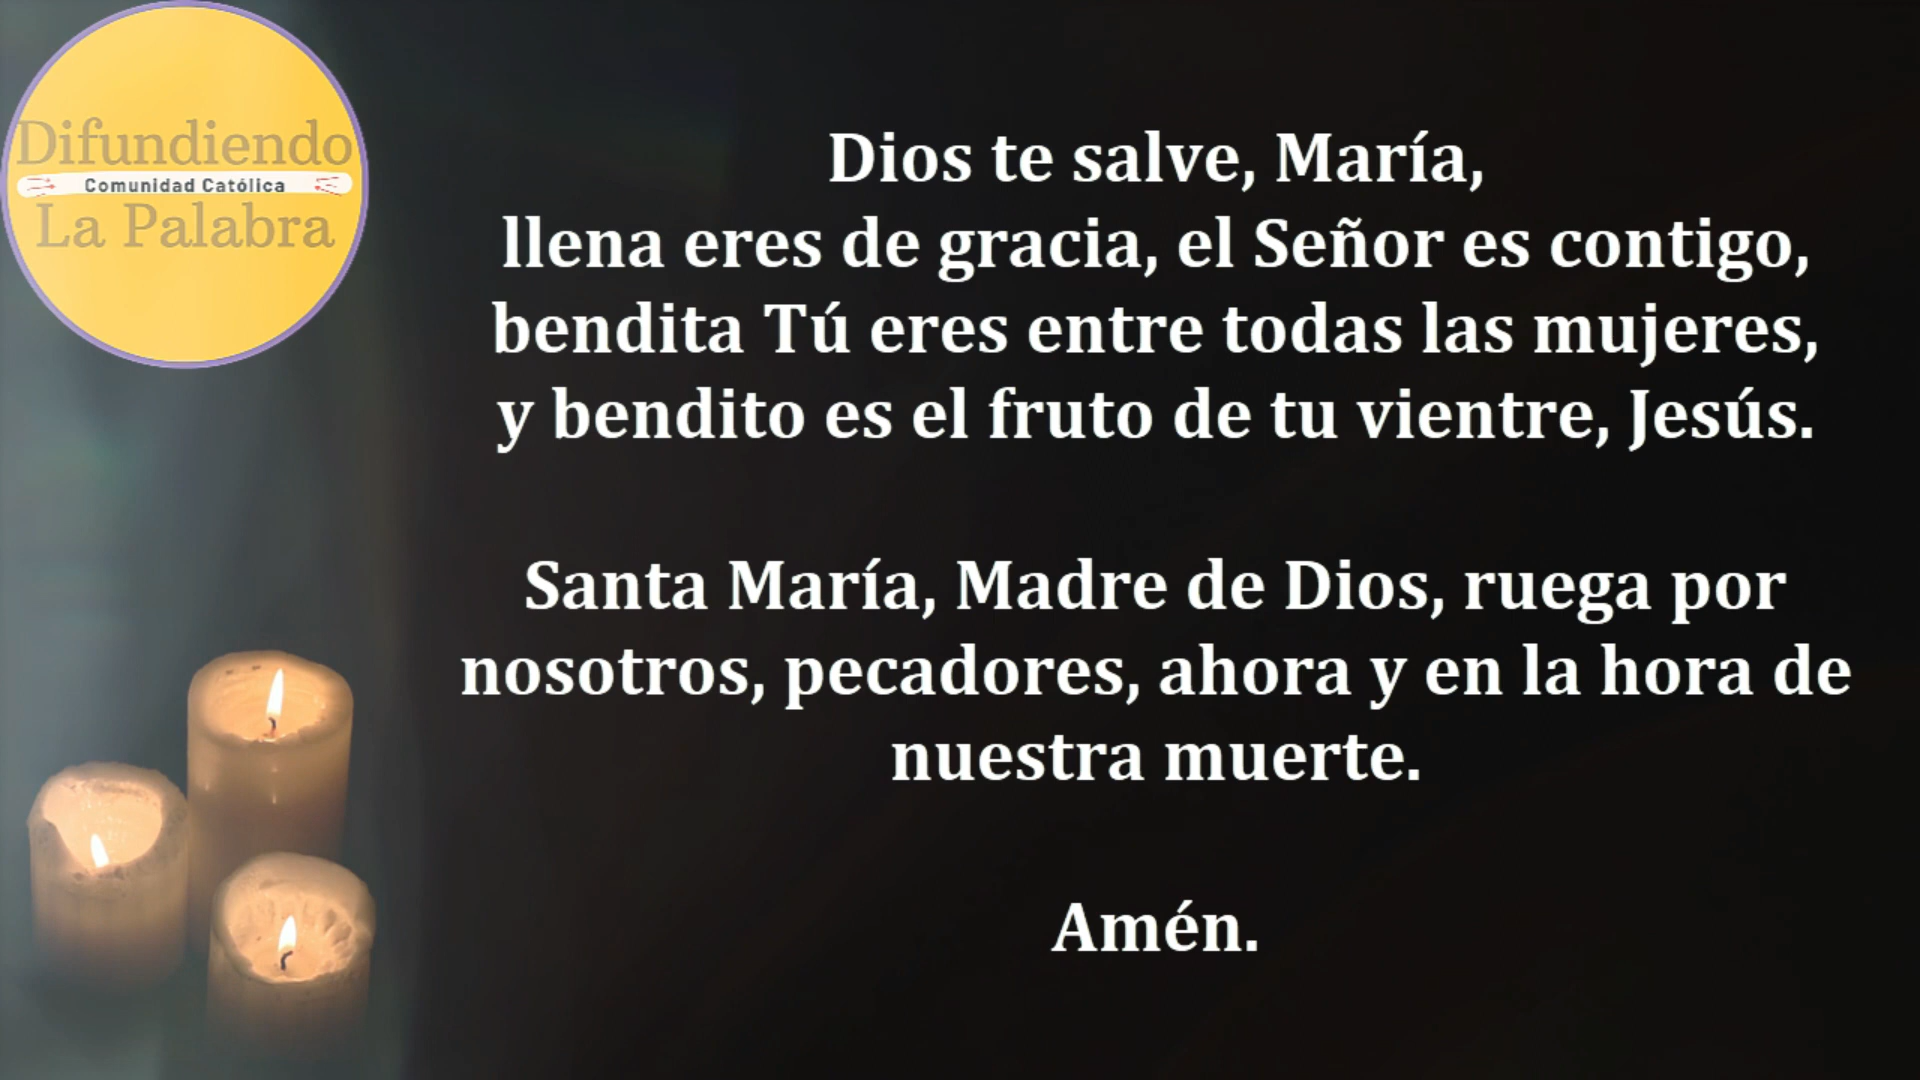 Difundiendo
Comunidad Católica
La Palabra
Dios te salve, María,
llena eres de gracia, el Señor es contigo,
bendita Tú eres entre todas las mujeres,
y bendito es el fruto de tu vientre, Jesús.
Santa María, Madre de Dios, ruega por
nosotros, pecadores, ahora y en la hora de
nuestra muerte.
Amén.